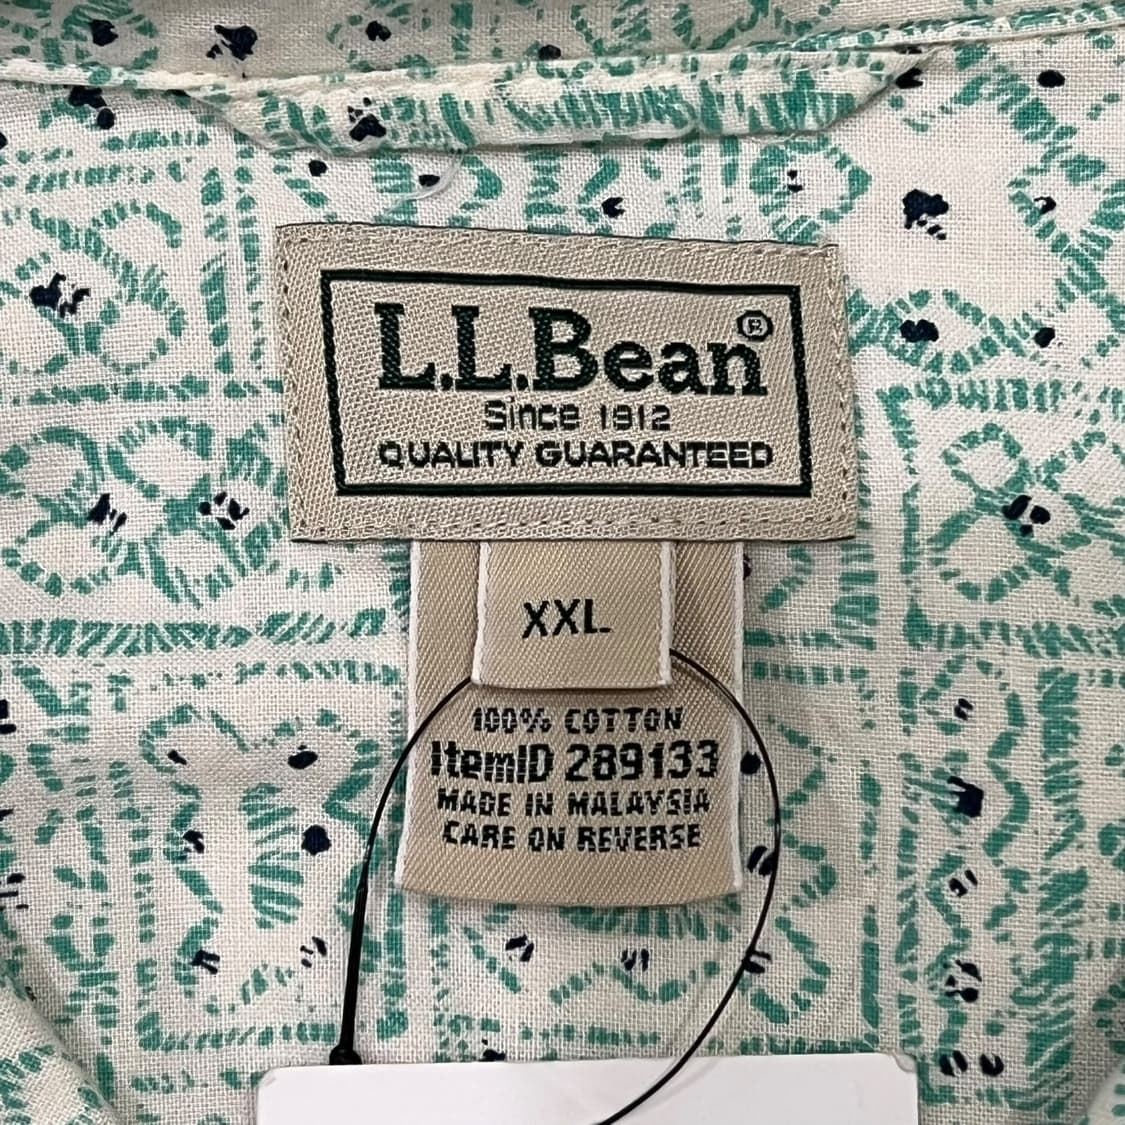 L.L.Bean®
Since 1912
QUALITY GUARANTEED
XXL
100% COTTON
ItemID 289133
MADE IN MALAYSIA
CARE ON REVERSE